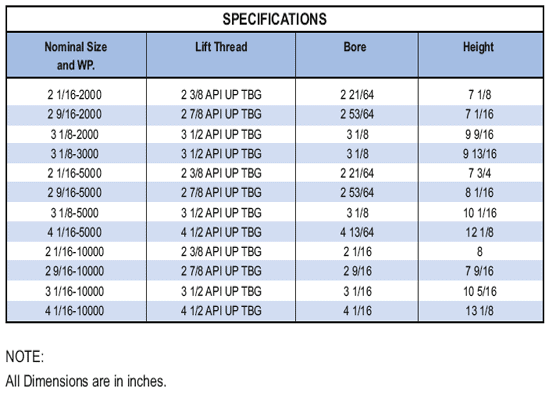 SPECIFICATIONS
Nominal Size and WP. Lift Thread Bore Height
2 1/16-2000 2 3/8 API UP TBG 2 21/64 7 1/8
2 9/16-2000 2 7/8 API UP TBG 2 53/64 7 1/16
3 1/8-2000 3 1/2 API UP TBG 3 1/8 9 9/16
3 1/8-3000 3 1/2 API UP TBG 3 1/8 9 13/16
2 1/16-5000 2 3/8 API UP TBG 2 21/64 7 3/4
2 9/16-5000 2 7/8 API UP TBG 2 53/64 8 1/16
3 1/8-5000 3 1/2 API UP TBG 3 1/8 10 1/16
4 1/16-5000 4 1/2 API UP TBG 4 13/64 12 1/8
2 1/16-10000 2 3/8 API UP TBG 2 1/16 8
2 9/16-10000 2 7/8 API UP TBG 2 9/16 7 9/16
3 1/16-10000 3 1/2 API UP TBG 3 1/16 10 5/16
4 1/16-10000 4 1/2 API UP TBG 4 1/16 13 1/8
NOTE:
All Dimensions are in inches.